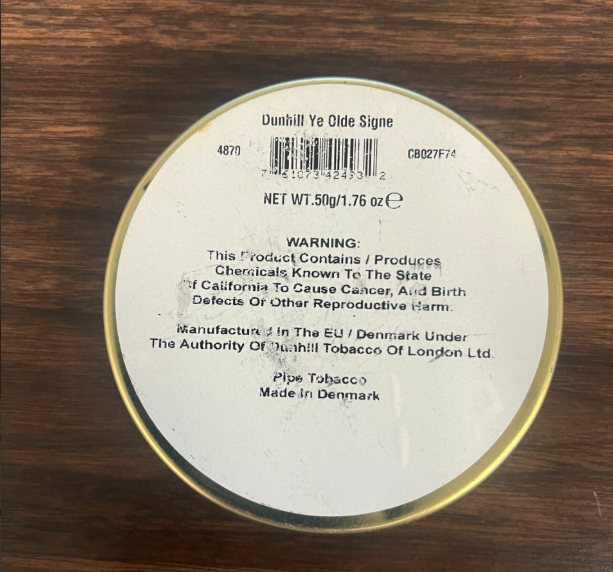 Dunhill Ye Olde Signe
4870
CB027F74
NET WT.50g/1.76 oz ℮
WARNING:
This Product Contains / Produces
Chemicals Known To The State
Of California To Cause Cancer, And Birth
Defects Or Other Reproductive Harm.
Manufactured In The EU / Denmark Under
The Authority Of Dunhill Tobacco Of London Ltd.
Pipe Tobacco
Made In Denmark